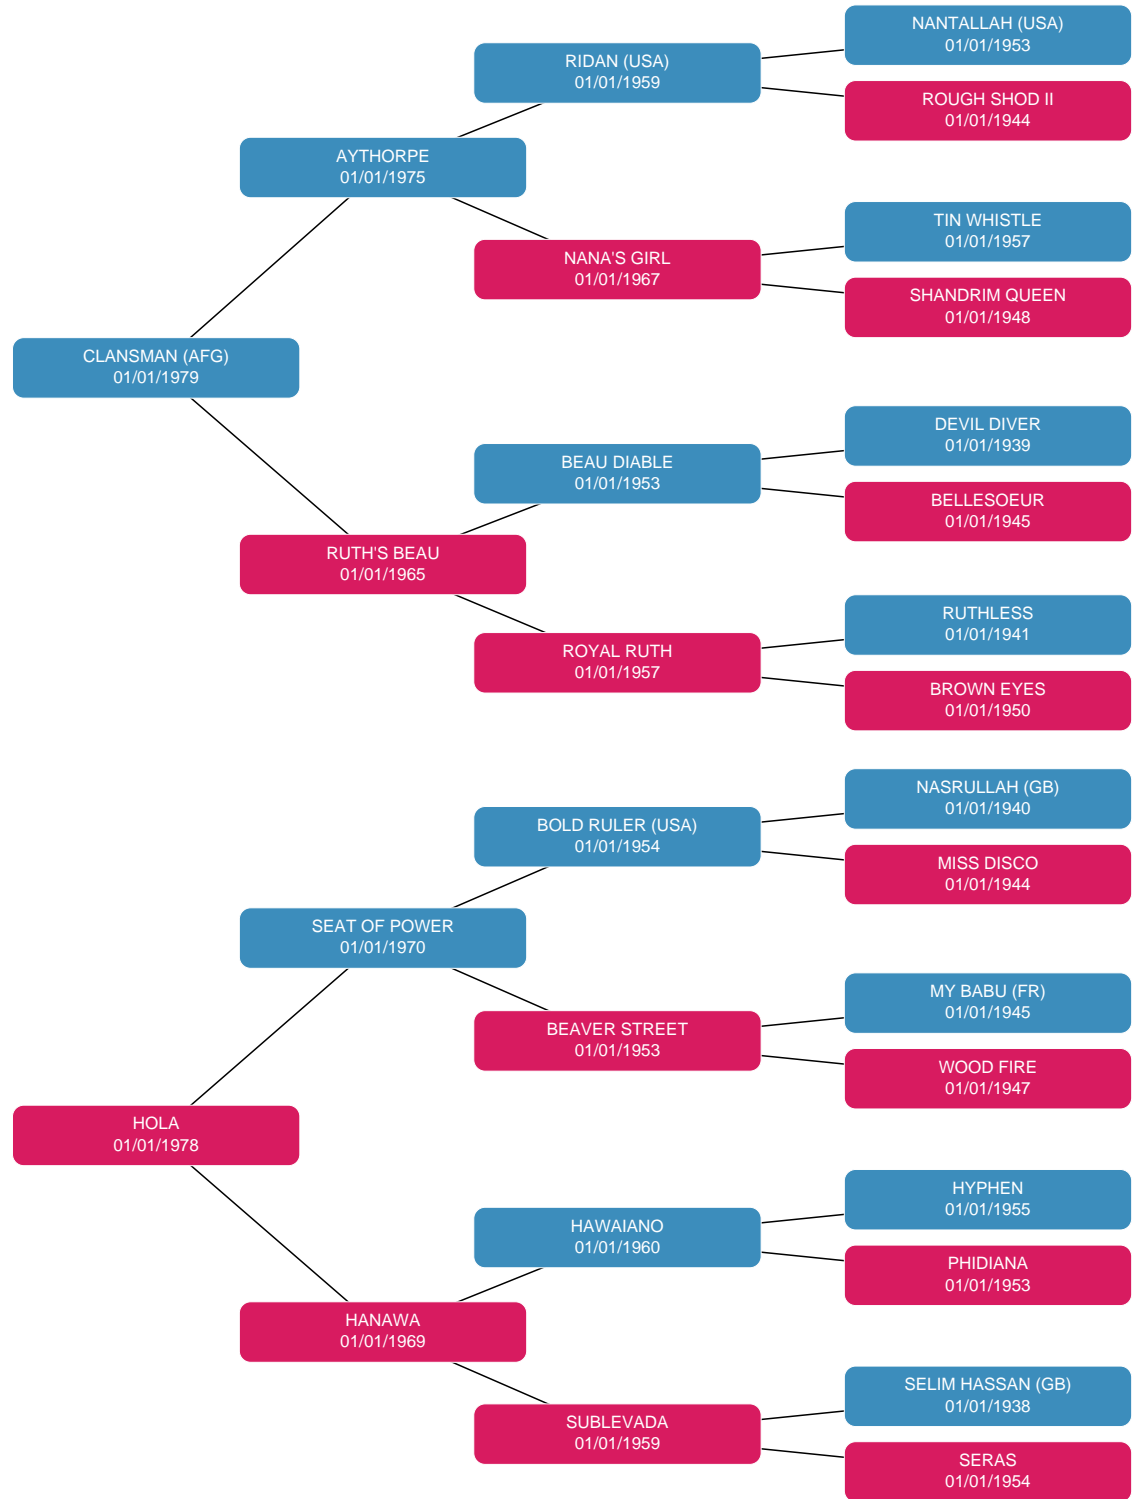 NANTALLAH (USA)
01/01/1953
RIDAN (USA)
01/01/1959
ROUGH SHOD II
01/01/1944
AYTHORPE
01/01/1975
TIN WHISTLE
01/01/1957
NANA'S GIRL
01/01/1967
SHANDRIM QUEEN
01/01/1948
CLANSMAN (AFG)
01/01/1979
DEVIL DIVER
01/01/1939
BEAU DIABLE
01/01/1953
BELLESOEUR
01/01/1945
RUTH'S BEAU
01/01/1965
RUTHLESS
01/01/1941
ROYAL RUTH
01/01/1957
BROWN EYES
01/01/1950
NASRULLAH (GB)
01/01/1940
BOLD RULER (USA)
01/01/1954
MISS DISCO
01/01/1944
SEAT OF POWER
01/01/1970
MY BABU (FR)
01/01/1945
BEAVER STREET
01/01/1953
WOOD FIRE
01/01/1947
HOLA
01/01/1978
HYPHEN
01/01/1955
HAWAIANO
01/01/1960
PHIDIANA
01/01/1953
HANAWA
01/01/1969
SELIM HASSAN (GB)
01/01/1938
SUBLEVADA
01/01/1959
SERAS
01/01/1954